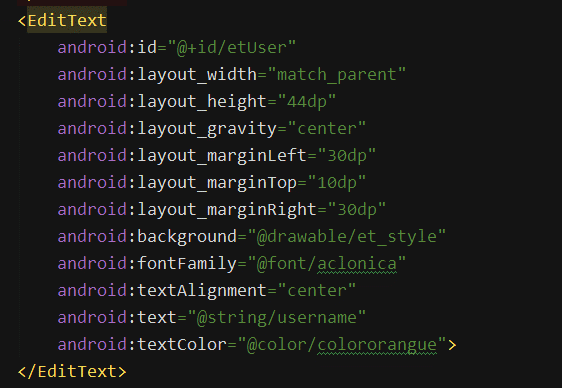 <EditText
android:id="@+id/etUser"
android:layout_width="match_parent"
android:layout_height="44dp"
android:layout_gravity="center"
android:layout_marginLeft="30dp"
android:layout_marginTop="10dp"
android:layout_marginRight="30dp"
android:background="@drawable/et_style"
android:fontFamily="@font/aclonica"
android:textAlignment="center"
android:text="@string/username"
android:textColor="@color/colororangue">
</EditText>